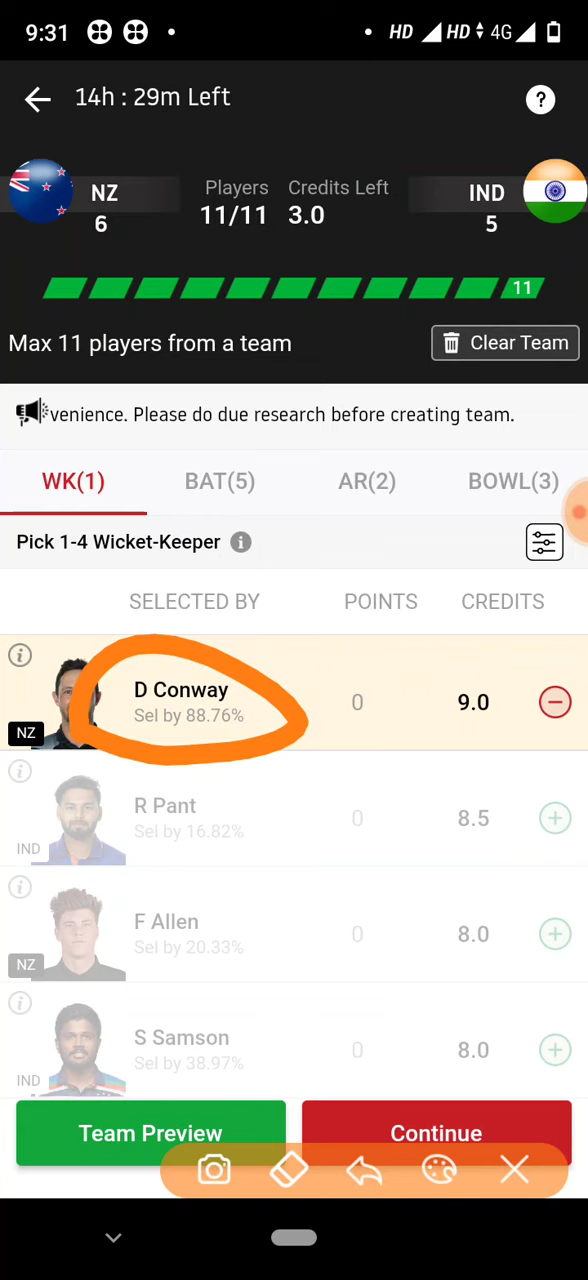 9:31 HD HD 4G
14h : 29m Left ?
NZ Players Credits Left IND
6 11/11 3.0 5
11
Max 11 players from a team Clear Team
venience. Please do due research before creating team.
WK(1) BAT(5) AR(2) BOWL(3)
Pick 1-4 Wicket-Keeper i
SELECTED BY POINTS CREDITS
i
D Conway
Sel by 88.76% 0 9.0
NZ
i
R Pant
Sel by 16.82% 0 8.5
IND
i
F Allen
Sel by 20.33% 0 8.0
NZ
i
S Samson
Sel by 38.97% 0 8.0
IND
Team Preview Continue